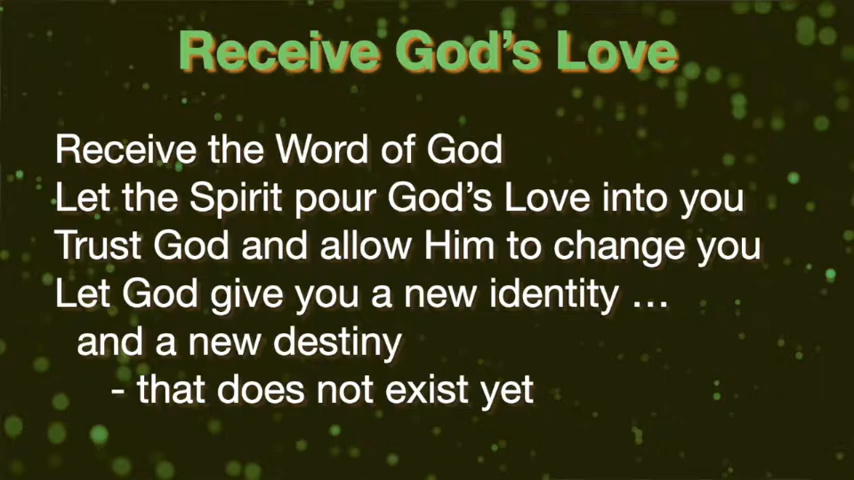 Receive God’s Love
Receive the Word of God
Let the Spirit pour God’s Love into you
Trust God and allow Him to change you
Let God give you a new identity …
and a new destiny
- that does not exist yet